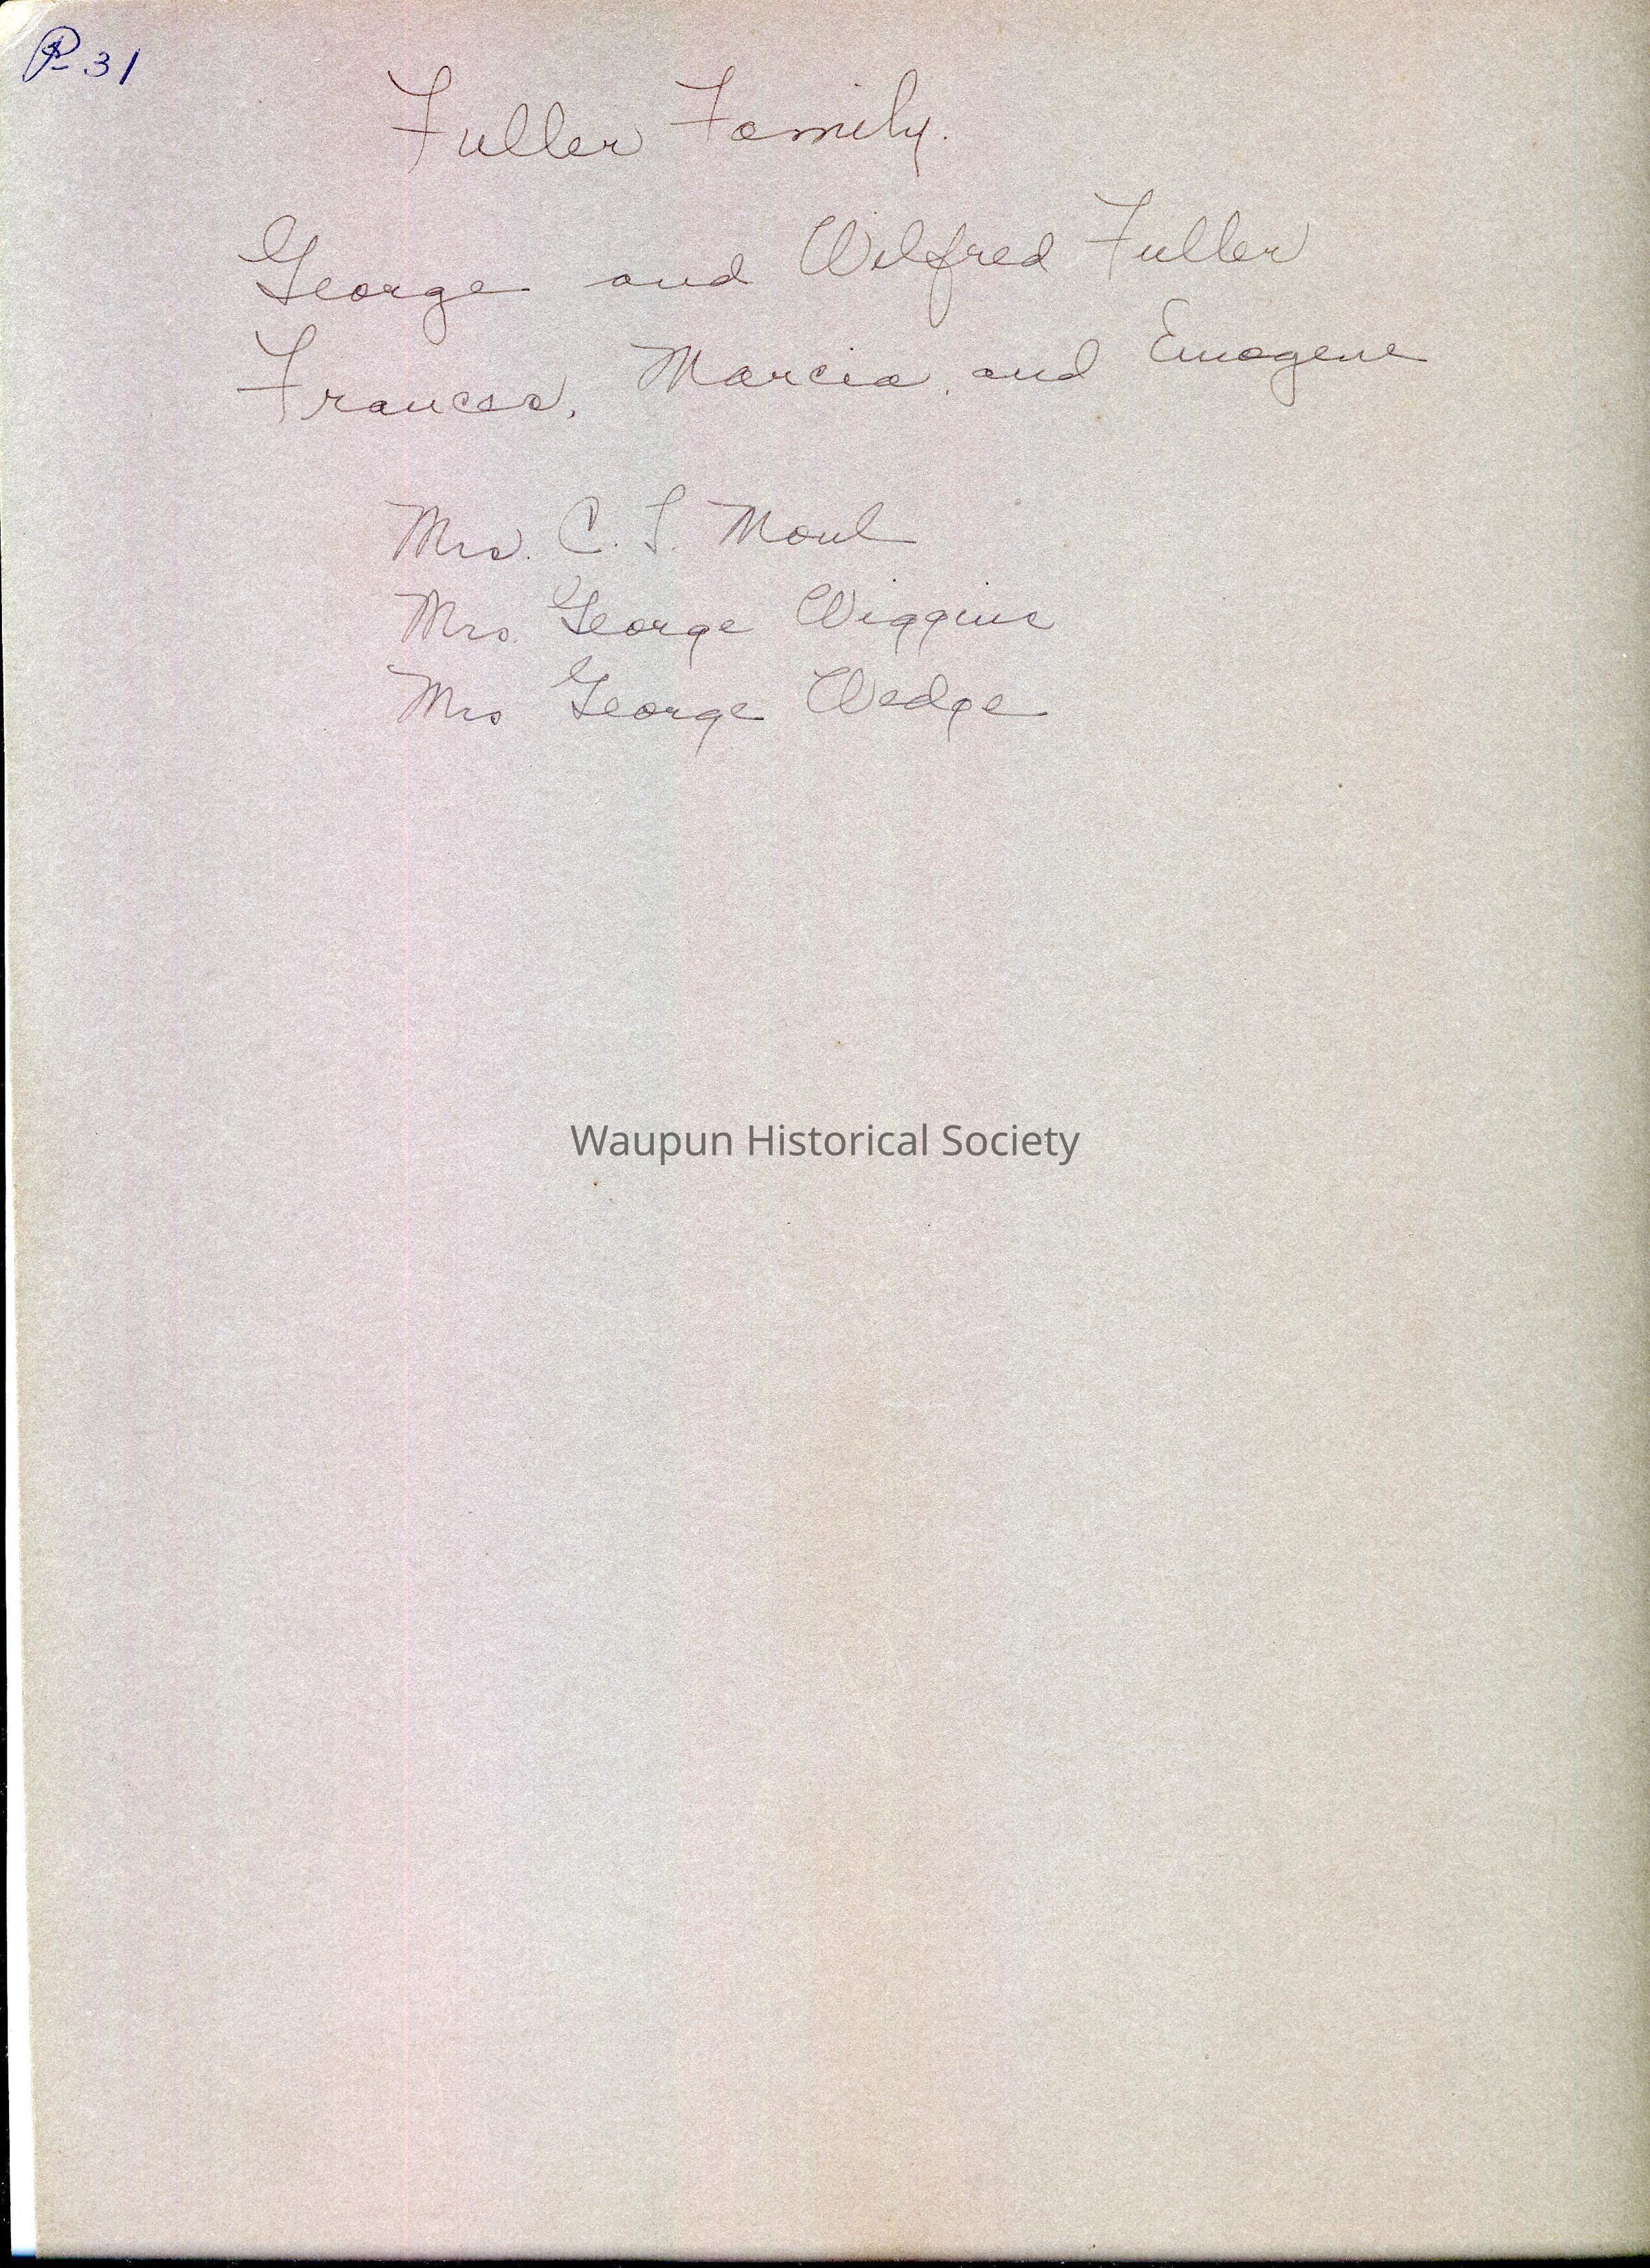 P-31
Fuller Family.
George and Wilfred Fuller
Frances, Marcia, and Emogene
Mrs. C. S. Moul
Mrs. George Wiggins
Mrs George Wedge
Waupun Historical Society